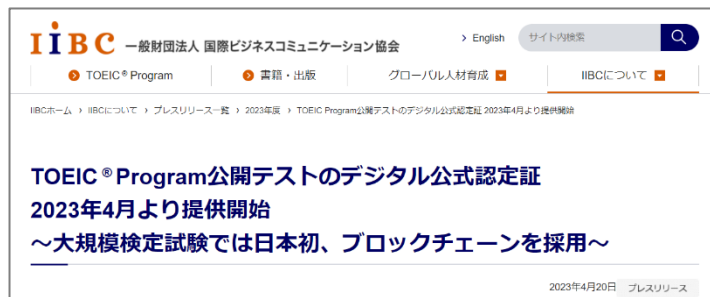 IiBC 一般財団法人 国際ビジネスコミュニケーション協会
English
サイト内検索
TOEIC® Program
書籍・出版
グローバル人材育成
IIBCについて
IIBCホーム > IIBCについて > プレスリリース一覧 > 2023年度 > TOEIC Program公開テストのデジタル公式認定証 2023年4月より提供開始
TOEIC® Program公開テストのデジタル公式認定証
2023年4月より提供開始
～大規模検定試験では日本初、ブロックチェーンを採用～
2023年4月20日 プレスリリース